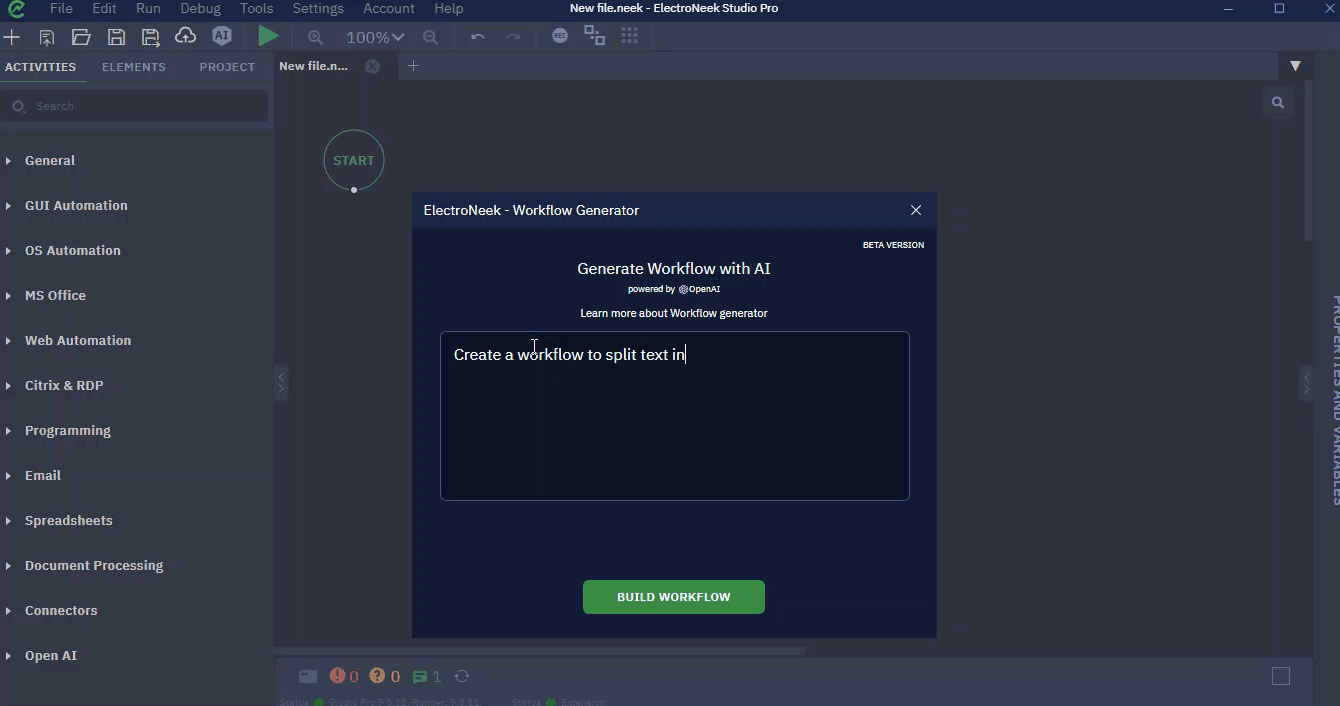 File Edit Run Debug Tools Settings Account Help New file.neek - ElectroNeek Studio Pro
AI 100% REC
ACTIVITIES ELEMENTS PROJECT New file.n...
Search
START
General
GUI Automation
OS Automation
MS Office
Web Automation
Citrix & RDP
Programming
Email
Spreadsheets
Document Processing
Connectors
Open AI
ElectroNeek - Workflow Generator
BETA VERSION
Generate Workflow with AI
powered by OpenAI
Learn more about Workflow generator
Create a workflow to split text in
BUILD WORKFLOW
PROPERTIES AND VARIABLES
0 0 1
Status Studio Pro 9.5.11, Runner: 9.5.11 Status Extension